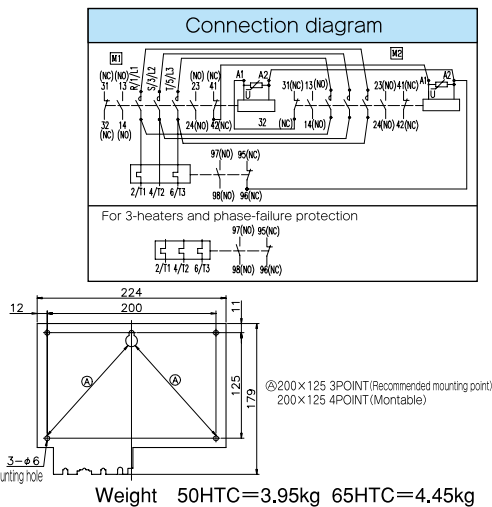 Connection diagram
M1
M2
(NC) (NO)
31 13
R/1/L1
S/3/L2
T/5/L3
(NO) (NC)
23 41
A1 A2
U
31(NC) 13(NO)
23(NO) 41(NC)
A1 A2
U
32 14
(NC) (NO)
24(NO) 42(NC)
32
(NC)
14(NO)
24(NO) 42(NC)
97(NO) 95(NC)
2/T1 4/T2 6/T3
98(NO) 96(NC)
For 3-heaters and phase-failure protection
97(NO) 95(NC)
2/T1 4/T2 6/T3
98(NO) 96(NC)
224
12 200 11
Ⓐ Ⓐ
125
179
Ⓐ200×125 3POINT(Recommended mounting point)
200×125 4POINT(Montable)
3-φ6
unting hole
Weight 50HTC=3.95kg 65HTC=4.45kg